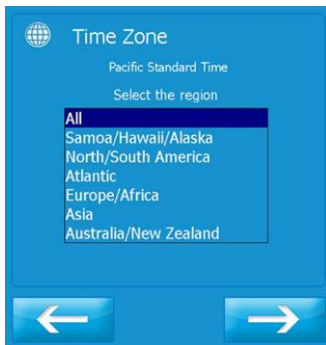 Time Zone
Pacific Standard Time
Select the region
All
Samoa/Hawaii/Alaska
North/South America
Atlantic
Europe/Africa
Asia
Australia/New Zealand